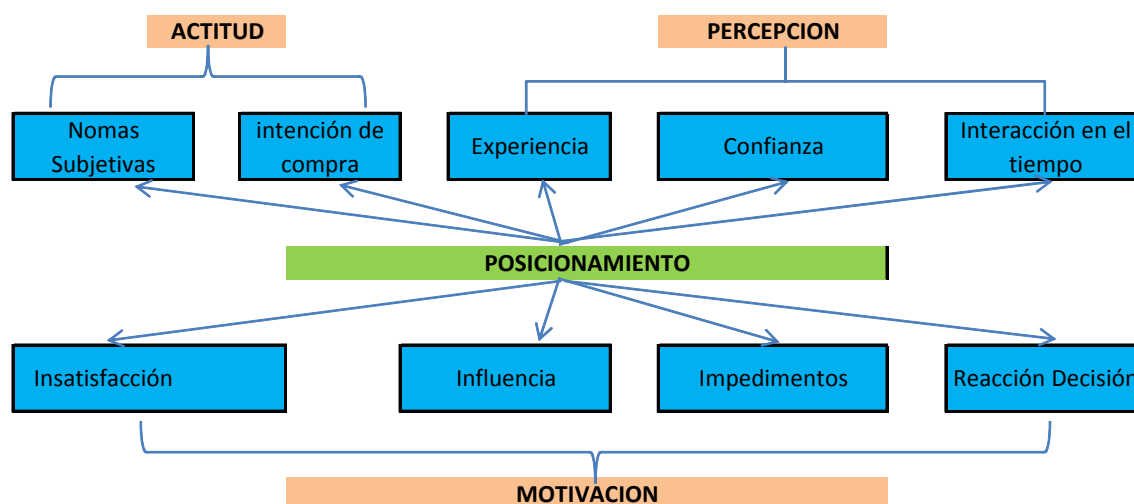 ACTITUD
PERCEPCION
Nomas
Subjetivas
intención de
compra
Experiencia
Confianza
Interacción en el
tiempo
POSICIONAMIENTO
Insatisfacción
Influencia
Impedimentos
Reacción Decisión
MOTIVACION